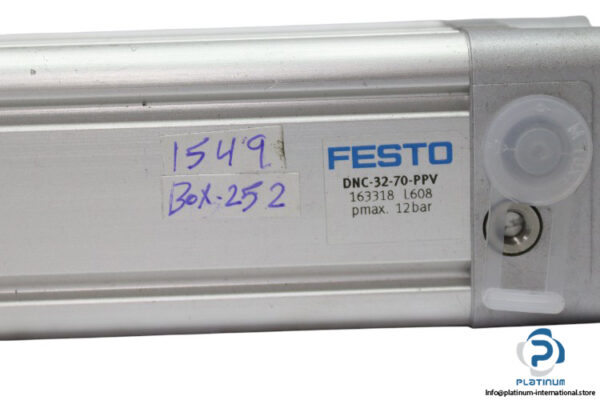 1549
Box-252
FESTO
DNC-32-70-PPV
163318 L608
pmax. 12bar
PLATINUM
Info@platinum-international.store